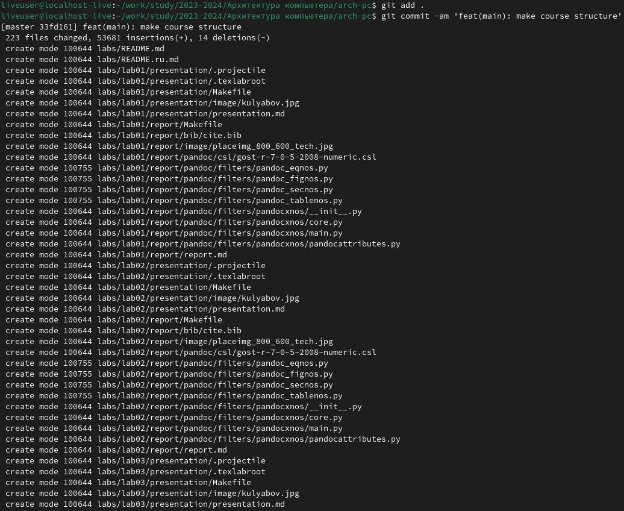 liveuser@localhost-live:~/work/study/2023-2024/Архитектура компьютера/arch-pc$ git add .
liveuser@localhost-live:~/work/study/2023-2024/Архитектура компьютера/arch-pc$ git commit -am 'feat(main): make course structure'
[master 33fd161] feat(main): make course structure
223 files changed, 53681 insertions(+), 14 deletions(-)
create mode 100644 labs/README.md
create mode 100644 labs/README.ru.md
create mode 100644 labs/lab01/presentation/.projectile
create mode 100644 labs/lab01/presentation/.texlabroot
create mode 100644 labs/lab01/presentation/Makefile
create mode 100644 labs/lab01/presentation/image/kulyabov.jpg
create mode 100644 labs/lab01/presentation/presentation.md
create mode 100644 labs/lab01/report/Makefile
create mode 100644 labs/lab01/report/bib/cite.bib
create mode 100644 labs/lab01/report/image/placeimg_800_600_tech.jpg
create mode 100644 labs/lab01/report/pandoc/csl/gost-r-7-0-5-2008-numeric.csl
create mode 100755 labs/lab01/report/pandoc/filters/pandoc_eqnos.py
create mode 100755 labs/lab01/report/pandoc/filters/pandoc_fignos.py
create mode 100755 labs/lab01/report/pandoc/filters/pandoc_secnos.py
create mode 100755 labs/lab01/report/pandoc/filters/pandoc_tablenos.py
create mode 100644 labs/lab01/report/pandoc/filters/pandocxnos/__init__.py
create mode 100644 labs/lab01/report/pandoc/filters/pandocxnos/core.py
create mode 100644 labs/lab01/report/pandoc/filters/pandocxnos/main.py
create mode 100644 labs/lab01/report/pandoc/filters/pandocxnos/pandocattributes.py
create mode 100644 labs/lab01/report/report.md
create mode 100644 labs/lab02/presentation/.projectile
create mode 100644 labs/lab02/presentation/.texlabroot
create mode 100644 labs/lab02/presentation/Makefile
create mode 100644 labs/lab02/presentation/image/kulyabov.jpg
create mode 100644 labs/lab02/presentation/presentation.md
create mode 100644 labs/lab02/report/Makefile
create mode 100644 labs/lab02/report/bib/cite.bib
create mode 100644 labs/lab02/report/image/placeimg_800_600_tech.jpg
create mode 100644 labs/lab02/report/pandoc/csl/gost-r-7-0-5-2008-numeric.csl
create mode 100755 labs/lab02/report/pandoc/filters/pandoc_eqnos.py
create mode 100755 labs/lab02/report/pandoc/filters/pandoc_fignos.py
create mode 100755 labs/lab02/report/pandoc/filters/pandoc_secnos.py
create mode 100755 labs/lab02/report/pandoc/filters/pandoc_tablenos.py
create mode 100644 labs/lab02/report/pandoc/filters/pandocxnos/__init__.py
create mode 100644 labs/lab02/report/pandoc/filters/pandocxnos/core.py
create mode 100644 labs/lab02/report/pandoc/filters/pandocxnos/main.py
create mode 100644 labs/lab02/report/pandoc/filters/pandocxnos/pandocattributes.py
create mode 100644 labs/lab02/report/report.md
create mode 100644 labs/lab03/presentation/.projectile
create mode 100644 labs/lab03/presentation/.texlabroot
create mode 100644 labs/lab03/presentation/Makefile
create mode 100644 labs/lab03/presentation/image/kulyabov.jpg
create mode 100644 labs/lab03/presentation/presentation.md